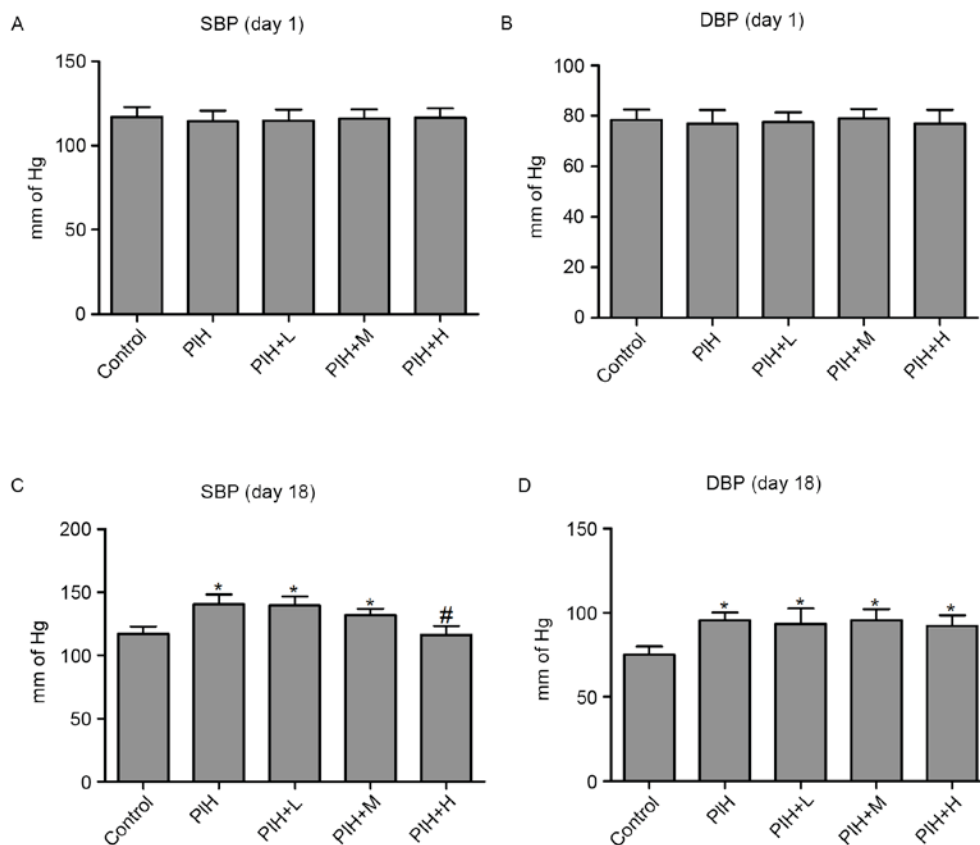 A
SBP (day 1)
mm of Hg
150
100
50
0
Control
PIH
PIH+L
PIH+M
PIH+H
B
DBP (day 1)
mm of Hg
100
80
60
40
20
0
Control
PIH
PIH+L
PIH+M
PIH+H
C
SBP (day 18)
mm of Hg
200
150
100
50
0
* * * #
Control
PIH
PIH+L
PIH+M
PIH+H
D
DBP (day 18)
mm of Hg
150
100
50
0
* * * *
Control
PIH
PIH+L
PIH+M
PIH+H